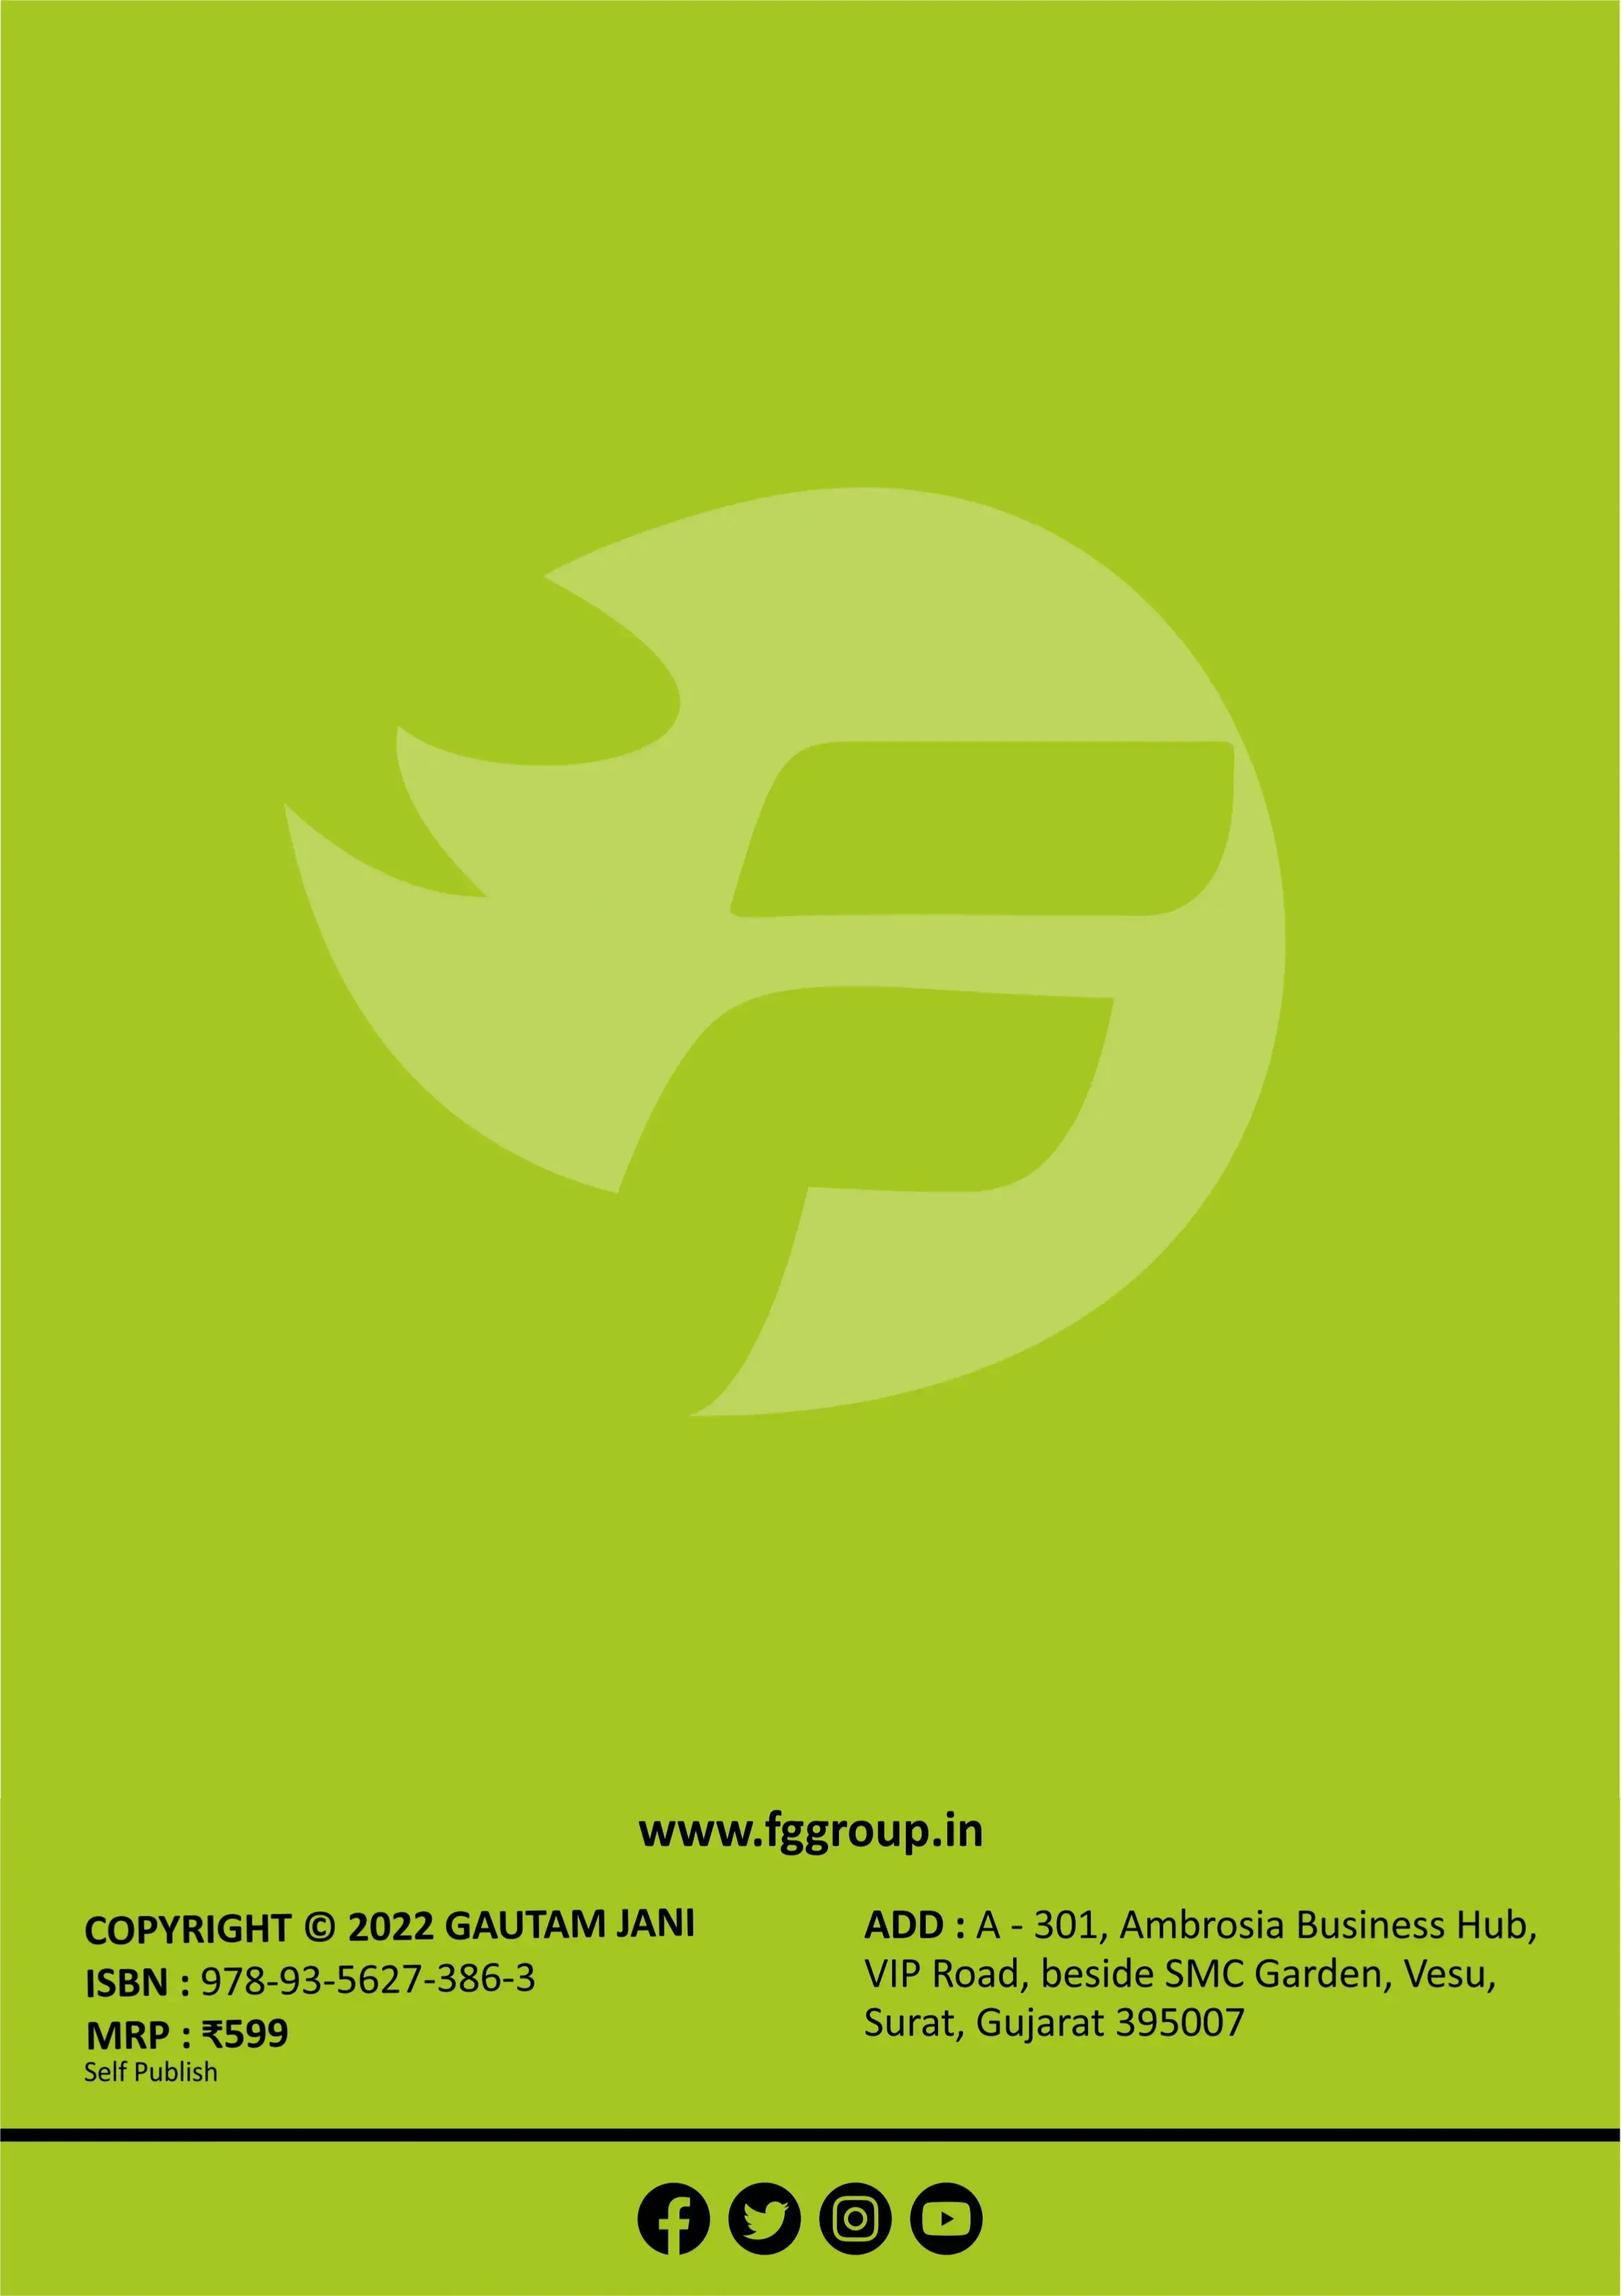 www.fggroup.in
COPYRIGHT © 2022 GAUTAM JANI
ISBN : 978-93-5627-386-3
MRP : ₹599
Self Publish
ADD : A - 301, Ambrosia Business Hub,
VIP Road, beside SMC Garden, Vesu,
Surat, Gujarat 395007